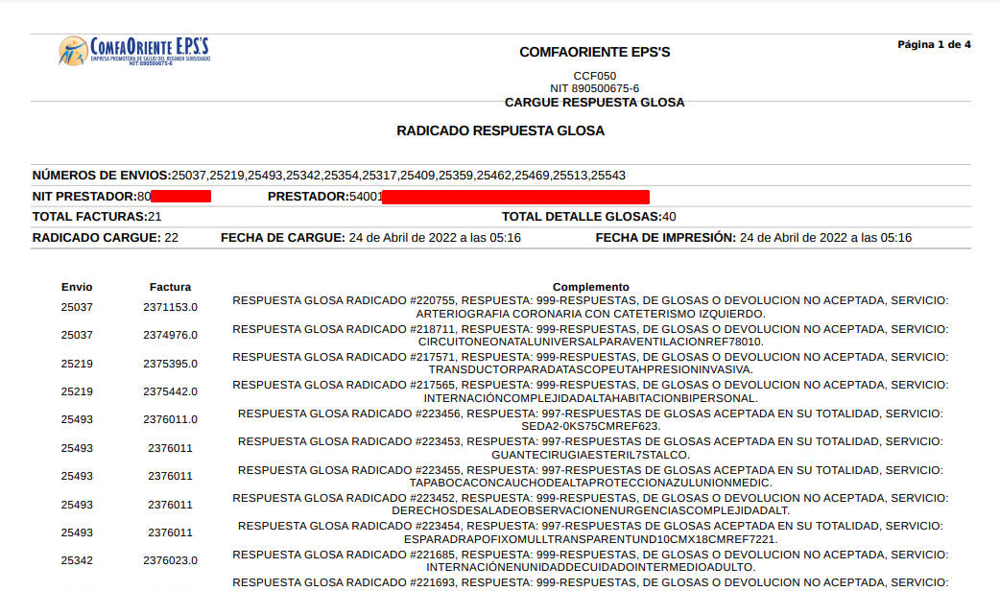 COMFAORIENTE E.P.S'S
EMPRESA PROMOTORA DE SALUD DEL REGIMEN SUBSIDIADO
NIT:890500675-6
COMFAORIENTE EPS'S
Página 1 de 4
CCF050
NIT 890500675-6
CARGUE RESPUESTA GLOSA
RADICADO RESPUESTA GLOSA
NÚMEROS DE ENVIOS:25037,25219,25493,25342,25354,25317,25409,25359,25462,25469,25513,25543
NIT PRESTADOR:80 PRESTADOR:54001
TOTAL FACTURAS:21 TOTAL DETALLE GLOSAS:40
RADICADO CARGUE: 22 FECHA DE CARGUE: 24 de Abril de 2022 a las 05:16 FECHA DE IMPRESIÓN: 24 de Abril de 2022 a las 05:16
Envio Factura Complemento
25037 2371153.0 RESPUESTA GLOSA RADICADO #220755, RESPUESTA: 999-RESPUESTAS, DE GLOSAS O DEVOLUCION NO ACEPTADA, SERVICIO:
ARTERIOGRAFIA CORONARIA CON CATETERISMO IZQUIERDO.
25037 2374976.0 RESPUESTA GLOSA RADICADO #218711, RESPUESTA: 999-RESPUESTAS, DE GLOSAS O DEVOLUCION NO ACEPTADA, SERVICIO:
CIRCUITONEONATALUNIVERSALPARAVENTILACIONREF78010.
25219 2375395.0 RESPUESTA GLOSA RADICADO #217571, RESPUESTA: 999-RESPUESTAS, DE GLOSAS O DEVOLUCION NO ACEPTADA, SERVICIO:
TRANSDUCTORPARADATASCOPEUTAHPRESIONINVASIVA.
25219 2375442.0 RESPUESTA GLOSA RADICADO #217565, RESPUESTA: 999-RESPUESTAS, DE GLOSAS O DEVOLUCION NO ACEPTADA, SERVICIO:
INTERNACIÓNCOMPLEJIDADALTAHABITACIONBIPERSONAL.
25493 2376011.0 RESPUESTA GLOSA RADICADO #223456, RESPUESTA: 997-RESPUESTAS DE GLOSAS ACEPTADA EN SU TOTALIDAD, SERVICIO:
SEDA2-0KS75CMREF623.
25493 2376011 RESPUESTA GLOSA RADICADO #223453, RESPUESTA: 997-RESPUESTAS DE GLOSAS ACEPTADA EN SU TOTALIDAD, SERVICIO:
GUANTECIRUGIAESTERIL7STALCO.
25493 2376011 RESPUESTA GLOSA RADICADO #223455, RESPUESTA: 997-RESPUESTAS DE GLOSAS ACEPTADA EN SU TOTALIDAD, SERVICIO:
TAPABOCACONCAUCHODEALTAPROTECCIONAZULUNIONMEDIC.
25493 2376011 RESPUESTA GLOSA RADICADO #223452, RESPUESTA: 999-RESPUESTAS, DE GLOSAS O DEVOLUCION NO ACEPTADA, SERVICIO:
DERECHOSDESALADEOBSERVACIONENURGENCIASCOMPLEJIDADALT.
25493 2376011 RESPUESTA GLOSA RADICADO #223454, RESPUESTA: 997-RESPUESTAS DE GLOSAS ACEPTADA EN SU TOTALIDAD, SERVICIO:
ESPARADRAPOFIXOMULLTRANSPARENTUND10CMX18CMREF7221.
25342 2376023.0 RESPUESTA GLOSA RADICADO #221685, RESPUESTA: 999-RESPUESTAS, DE GLOSAS O DEVOLUCION NO ACEPTADA, SERVICIO:
INTERNACIÓNENUNIDADDECUIDADOINTERMEDIOADULTO.
RESPUESTA GLOSA RADICADO #221693, RESPUESTA: 999-RESPUESTAS, DE GLOSAS O DEVOLUCION NO ACEPTADA, SERVICIO: